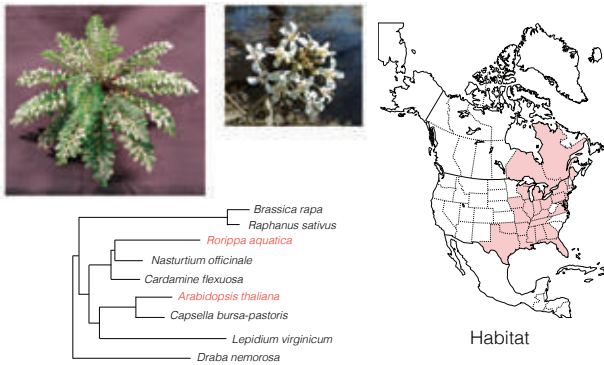 Brassica rapa
Raphanus sativus
Rorippa aquatica
Nasturtium officinale
Cardamine flexuosa
Arabidopsis thaliana
Capsella bursa-pastoris
Lepidium virginicum
Draba nemorosa
Habitat